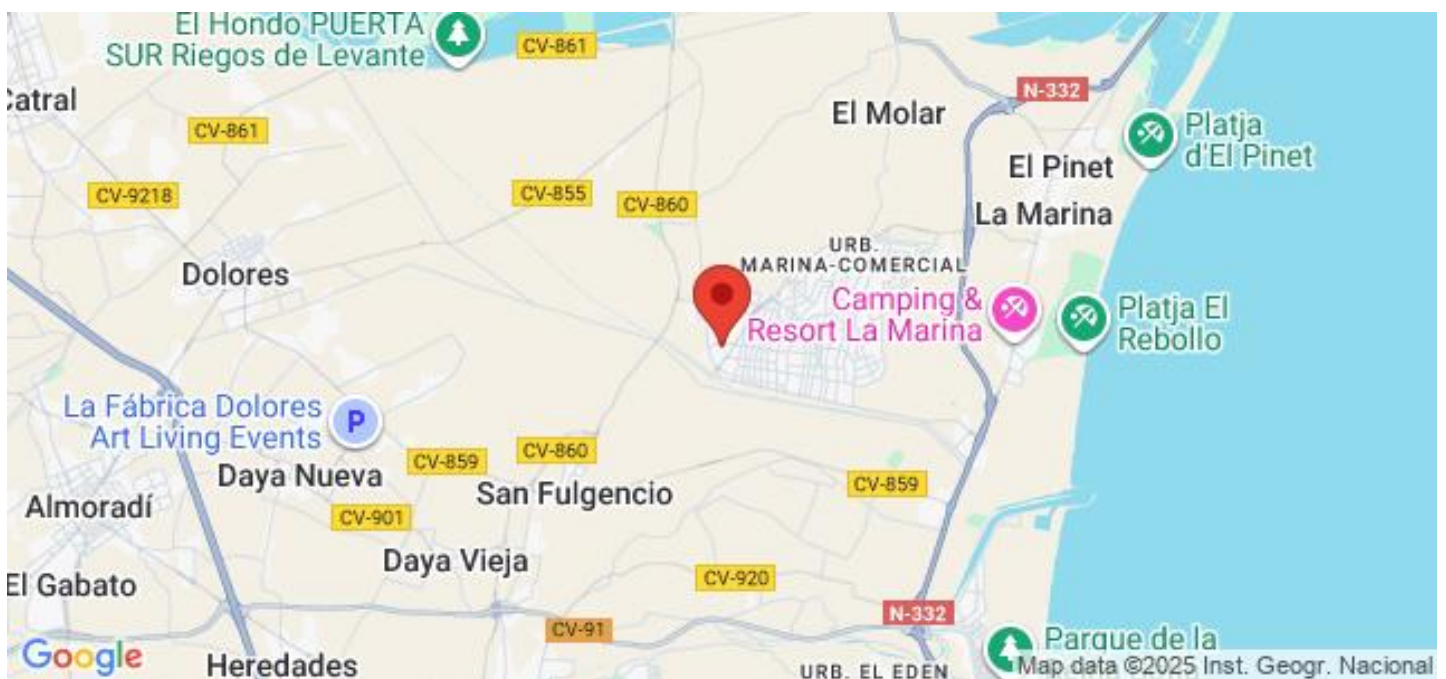 El Hondo PUERTA
SUR Riegos de Levante
CV-861
Catral
CV-861
N-332
El Molar
Platja
d'El Pinet
El Pinet
CV-9218
CV-855
CV-860
La Marina
URB.
MARINA-COMERCIAL
Dolores
Camping &
Resort La Marina
Platja El
Rebollo
La Fábrica Dolores
Art Living Events
P
Daya Nueva
CV-859
CV-860
San Fulgencio
CV-859
Almoradí
CV-901
Daya Vieja
El Gabato
CV-920
N-332
CV-91
Google
Heredades
URB. EL EDEN
Parque de la
Map data ©2025 Inst. Geogr. Nacional